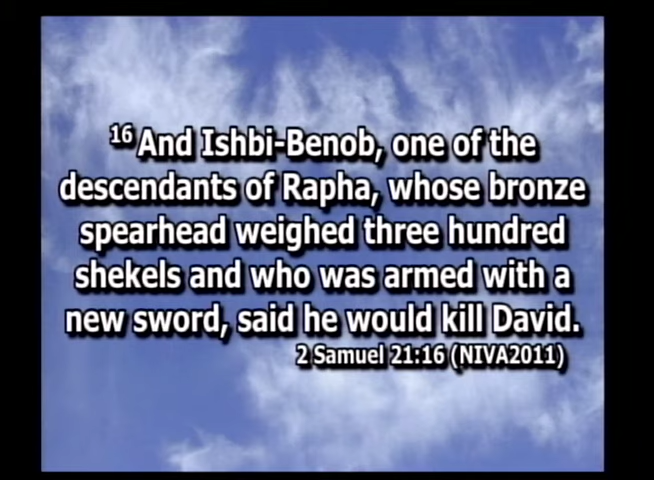 16 And Ishbi-Benob, one of the
descendants of Rapha, whose bronze
spearhead weighed three hundred
shekels and who was armed with a
new sword, said he would kill David.
2 Samuel 21:16 (NIVA2011)